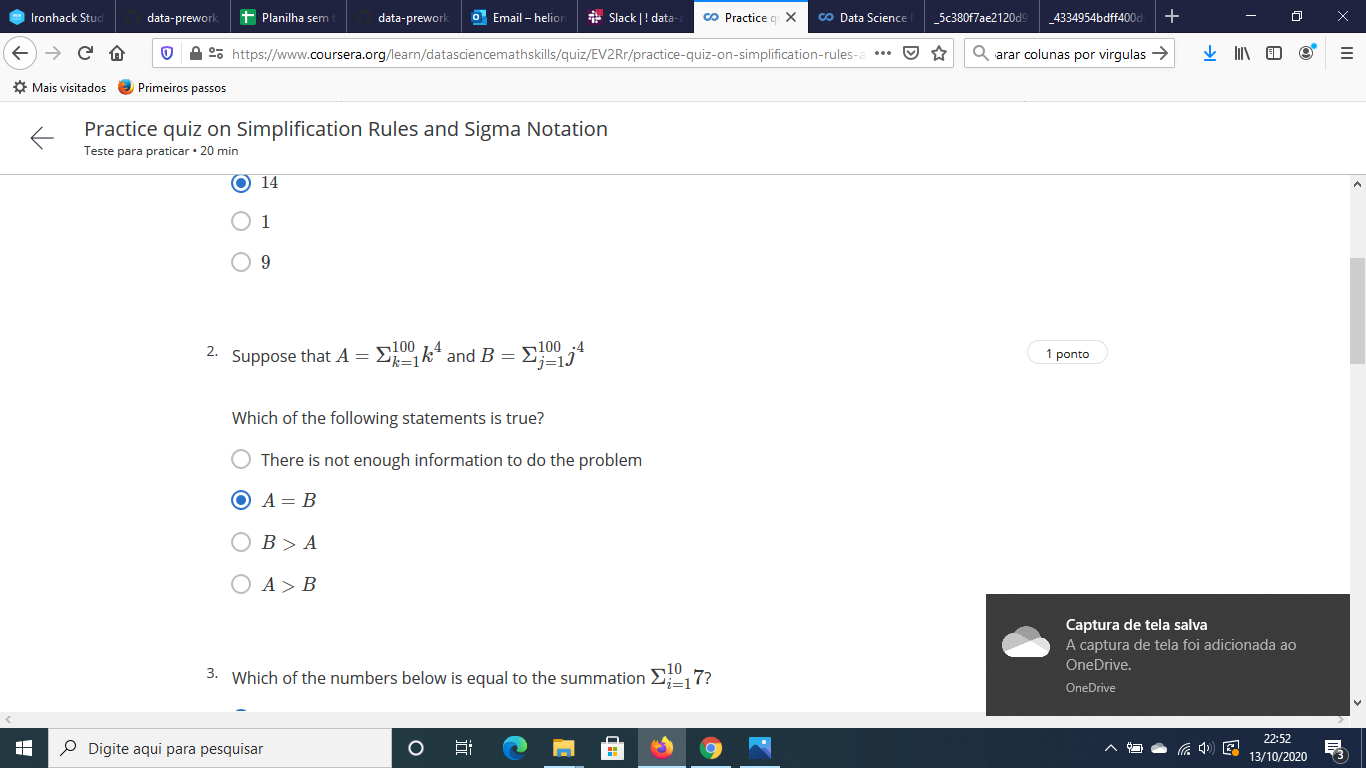 Ironhack Stud
data-prework
Planilha sem t
data-prework
Email – helion
Slack | ! data-
Practice q
Data Science
_5c380f7ae2120d9
_4334954bdff400d
https://www.coursera.org/learn/datasciencemathskills/quiz/EV2Rr/practice-quiz-on-simplification-rules-a
arar colunas por virgulas
Mais visitados
Primeiros passos
Practice quiz on Simplification Rules and Sigma Notation
Teste para praticar • 20 min
14
1
9
2. Suppose that A = Σ_{k=1}^{100} k^4 and B = Σ_{j=1}^{100} j^4
1 ponto
Which of the following statements is true?
There is not enough information to do the problem
A = B
B > A
A > B
3. Which of the numbers below is equal to the summation Σ_{i=1}^{10} 7?
Captura de tela salva
A captura de tela foi adicionada ao
OneDrive.
OneDrive
Digite aqui para pesquisar
22:52
13/10/2020
3